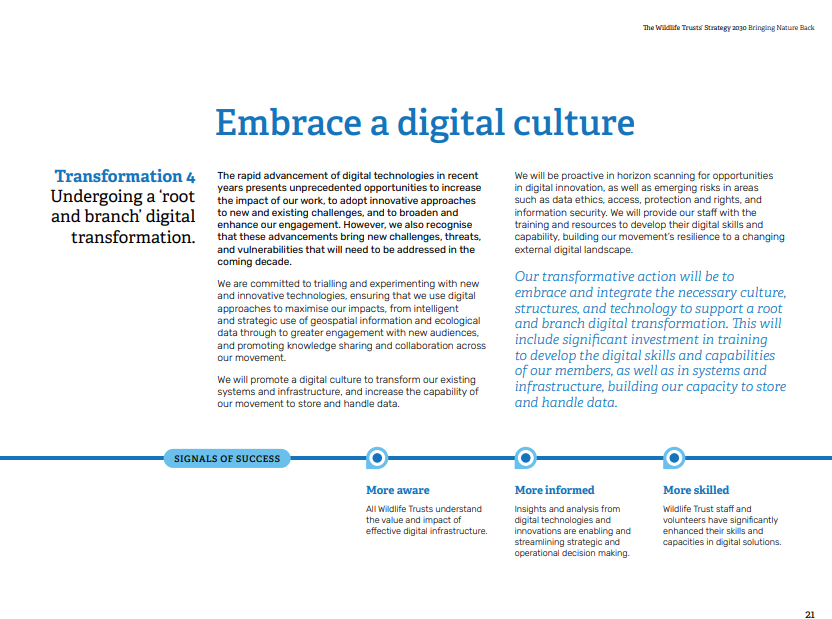 The Wildlife Trusts' Strategy 2030 Bringing Nature Back
Embrace a digital culture
Transformation 4
Undergoing a ‘root
and branch’ digital
transformation.
The rapid advancement of digital technologies in recent
years presents unprecedented opportunities to increase
the impact of our work, to adopt innovative approaches
to new and existing challenges, and to broaden and
enhance our engagement. However, we also recognise
that these advancements bring new challenges, threats,
and vulnerabilities that will need to be addressed in the
coming decade.
We are committed to trialling and experimenting with new
and innovative technologies, ensuring that we use digital
approaches to maximise our impacts, from intelligent
and strategic use of geospatial information and ecological
data through to greater engagement with new audiences,
and promoting knowledge sharing and collaboration across
our movement.
We will promote a digital culture to transform our existing
systems and infrastructure, and increase the capability of
our movement to store and handle data.
We will be proactive in horizon scanning for opportunities
in digital innovation, as well as emerging risks in areas
such as data ethics, access, protection and rights, and
information security. We will provide our staff with the
training and resources to develop their digital skills and
capability, building our movement's resilience to a changing
external digital landscape.
Our transformative action will be to
embrace and integrate the necessary culture,
structures, and technology to support a root
and branch digital transformation. This will
include significant investment in training
to develop the digital skills and capabilities
of our members, as well as in systems and
infrastructure, building our capacity to store
and handle data.
SIGNALS OF SUCCESS
More aware
All Wildlife Trusts understand
the value and impact of
effective digital infrastructure.
More informed
Insights and analysis from
digital technologies and
innovations are enabling and
streamlining strategic and
operational decision making.
More skilled
Wildlife Trust staff and
volunteers have significantly
enhanced their skills and
capacities in digital solutions.
21